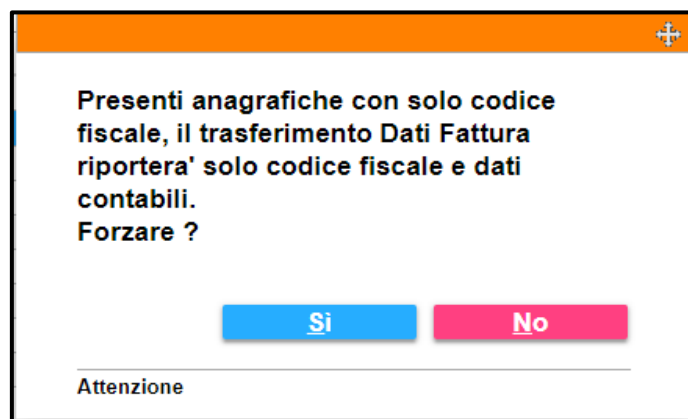 Presenti anagrafiche con solo codice
fiscale, il trasferimento Dati Fattura
riportera' solo codice fiscale e dati
contabili.
Forzare ?
Sì No
Attenzione